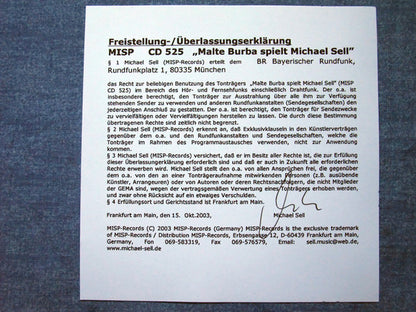 Freistellung-/Überlassungserklärung
MISP CD 525 „Malte Burba spielt Michael Sell"
§ 1 Michael Sell (MISP-Records) erteilt dem BR Bayerischer Rundfunk,
Rundfunkplatz 1, 80335 München
das Recht zur beliebigen Benutzung des Tonträgers „Malte Burba spielt Michael Sell" (MISP
CD 525) im Bereich des Hör- und Fernsehfunks einschließlich Drahtfunk. Der o.a. ist
insbesondere berechtigt, den Tonträger zur Ausstrahlung über alle ihm zur Verfügung
stehenden Sender zu verwenden und anderen Rundfunkanstalten (Sendegesellschaften) den
jederzeitigen Anschluß zu gestatten. Der o.a. ist berechtigt, den Tonträger für Sendezwecke
zu vervielfältigen oder Vervielfältigungen herstellen zu lassen. Die durch diese Bestimmung
übertragenen Rechte sind zeitlich nicht begrenzt.
§ 2 Michael Sell (MISP-Records) erkennt an, daß Exklusivklauseln in den Künstlerverträgen
gegenüber dem o.a. und den Rundfunkanstalten und Sendegesellschaften, welche die
Tonträger im Rahmen des Programmaustausches verwenden, nicht zur Anwendung
kommen.
§ 3 Michael Sell (MISP-Records) versichert, daß er im Besitz aller Rechte ist, die zur Erfüllung
dieser Überlassungserklärung erforderlich sind und daß er auch in Zukunft alle erforderlichen
Rechte erwerben wird. Michael Sell stellt den o.a. von allen Ansprüchen frei, die gegenüber
dem o.a. von den an einer Tonträgeraufnahme mitwirkenden Personen (z.B. ausübende
Künstler, Arrangeuren) oder von Autoren oder deren Rechtsnachfolgern, die nicht Mitglieder
der GEMA sind, wegen der vertragsgemäßen Verwertung eines Tonträgers erhoben werden,
und zwar ohne Rücksicht auf ein etwaiges Verschulden.
§ 4 Erfüllungsort und Gerichtsstand ist Frankfurt am Main.
Frankfurt am Main, den 15. Okt.2003, Michael Sell
MISP-Records (C) 2003 MISP-Records (Germany) MISP-Records is the exclusive trademark
of MISP-Records / Distribution MISP-Records, Erbsengasse 12, D-60439 Frankfurt am Main,
Germany, Fon 069-583319, Fax 069-576579, Email: sell.music@web.de,
www.michael-sell.de